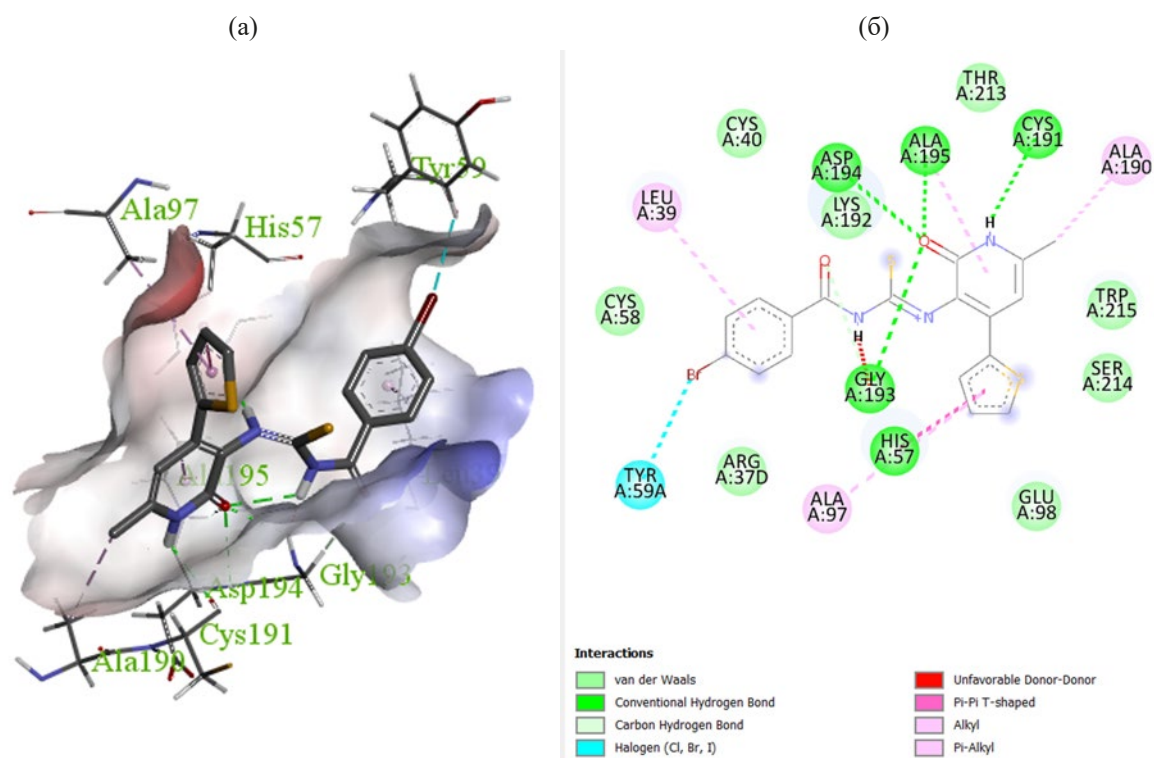 (а)
(б)
Tyr59
Ala97
His57
Gly193
Asp194
Cys191
Ala190
THR
A:213
CYS
A:40
ALA
A:195
CYS
A:191
ASP
A:194
ALA
A:190
LEU
A:39
LYS
A:192
O
N
H
O
S
N
N
H
CYS
A:58
TRP
A:215
Br
GLY
A:193
S
SER
A:214
HIS
A:57
TYR
A:59A
ARG
A:37D
ALA
A:97
GLU
A:98
Interactions
van der Waals
Conventional Hydrogen Bond
Carbon Hydrogen Bond
Halogen (Cl, Br, I)
Unfavorable Donor-Donor
Pi-Pi T-shaped
Alkyl
Pi-Alkyl